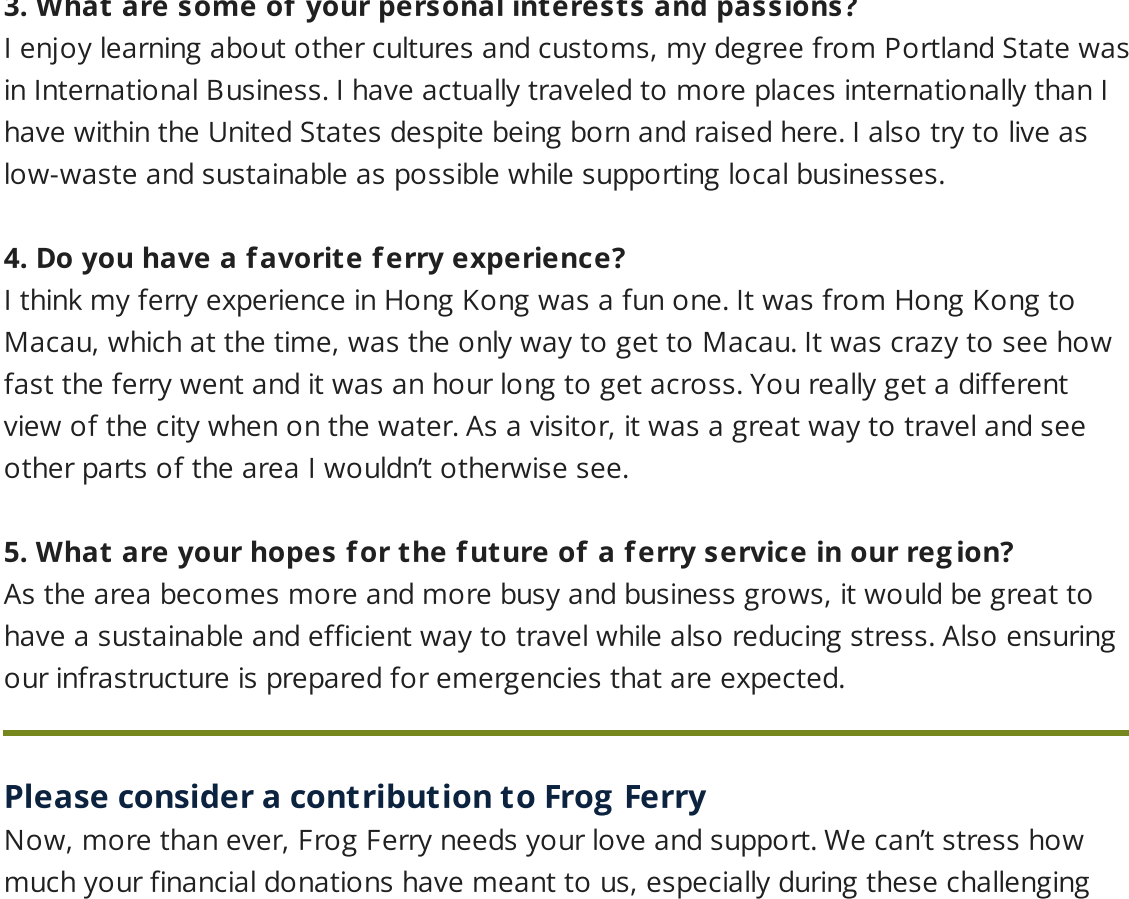 3. What are some of your personal interests and passions?
I enjoy learning about other cultures and customs, my degree from Portland State was
in International Business. I have actually traveled to more places internationally than I
have within the United States despite being born and raised here. I also try to live as
low-waste and sustainable as possible while supporting local businesses.
4. Do you have a favorite ferry experience?
I think my ferry experience in Hong Kong was a fun one. It was from Hong Kong to
Macau, which at the time, was the only way to get to Macau. It was crazy to see how
fast the ferry went and it was an hour long to get across. You really get a different
view of the city when on the water. As a visitor, it was a great way to travel and see
other parts of the area I wouldn’t otherwise see.
5. What are your hopes for the future of a ferry service in our region?
As the area becomes more and more busy and business grows, it would be great to
have a sustainable and efficient way to travel while also reducing stress. Also ensuring
our infrastructure is prepared for emergencies that are expected.
Please consider a contribution to Frog Ferry
Now, more than ever, Frog Ferry needs your love and support. We can’t stress how
much your financial donations have meant to us, especially during these challenging